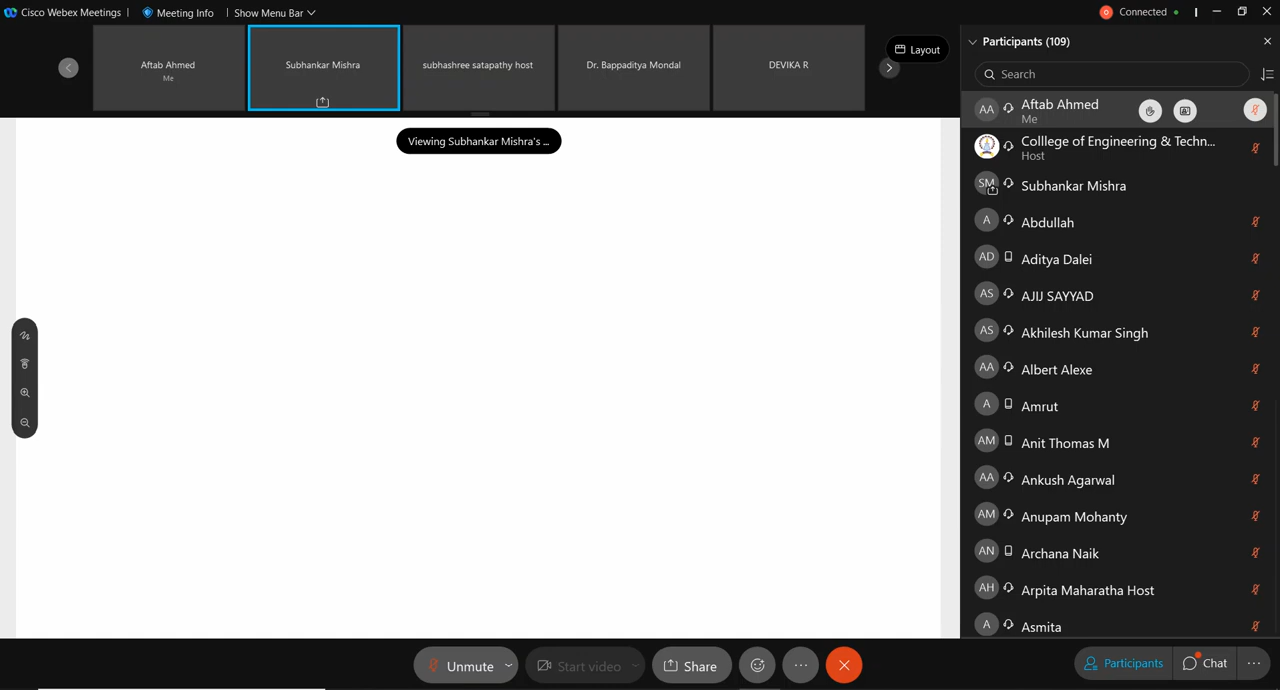 Cisco Webex Meetings | Meeting Info | Show Menu Bar
Connected
Aftab Ahmed
Me
Subhankar Mishra
subhashree satapathy host
Dr. Bappaditya Mondal
DEVIKA R
Layout
Viewing Subhankar Mishra's ...
Participants (109)
Search
AA Aftab Ahmed
Me
Colllege of Engineering & Techn...
Host
SM Subhankar Mishra
A Abdullah
AD Aditya Dalei
AS AJIJ SAYYAD
AS Akhilesh Kumar Singh
AA Albert Alexe
A Amrut
AM Anit Thomas M
AA Ankush Agarwal
AM Anupam Mohanty
AN Archana Naik
AH Arpita Maharatha Host
A Asmita
Unmute
Start video
Share
Participants
Chat